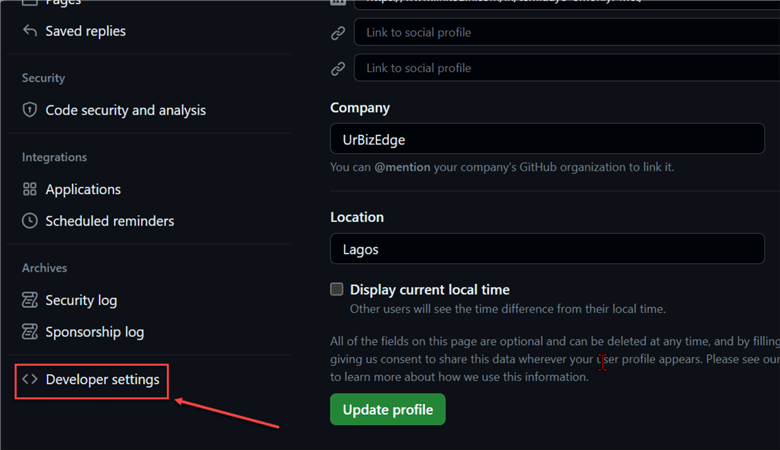 Pages
Saved replies
Security
Code security and analysis
Integrations
Applications
Scheduled reminders
Archives
Security log
Sponsorship log
Developer settings
Link to social profile
Link to social profile
Company
UrBizEdge
You can @mention your company's GitHub organization to link it.
Location
Lagos
Display current local time
Other users will see the time difference from their local time.
All of the fields on this page are optional and can be deleted at any time, and by filling
giving us consent to share this data wherever your user profile appears. Please see our
to learn more about how we use this information.
Update profile